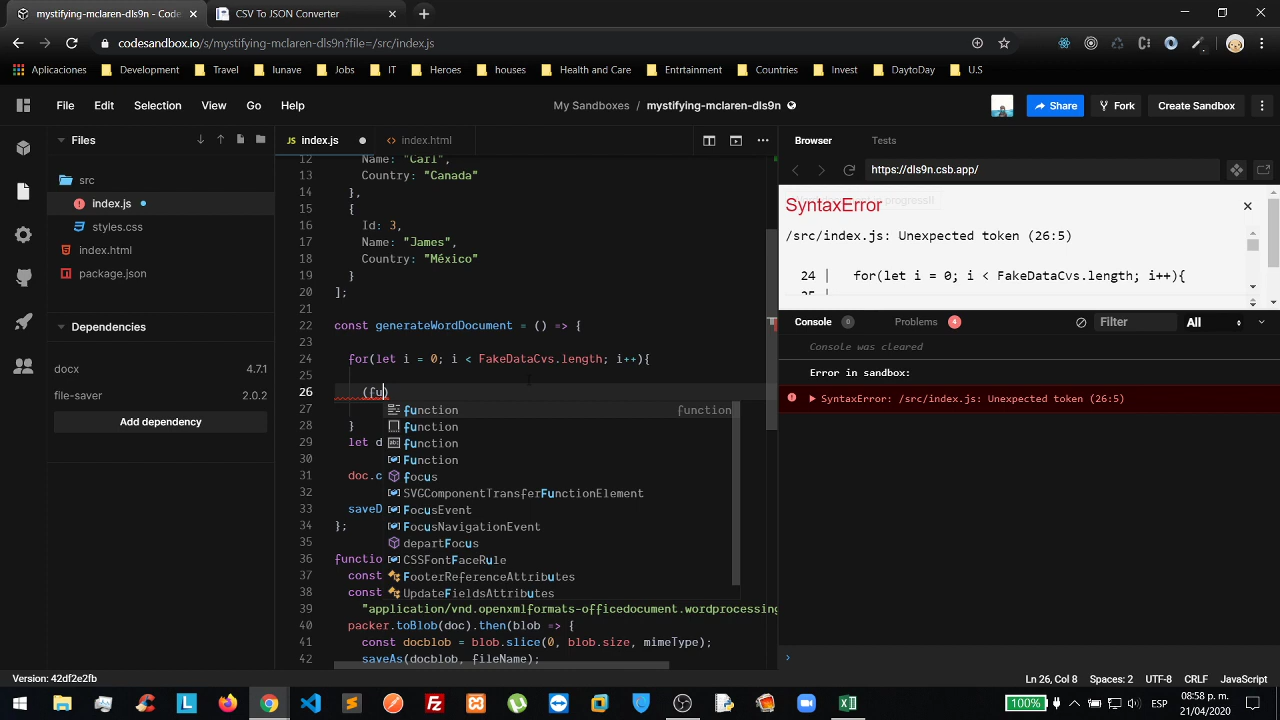 mystifying-mclaren-dls9n - Code
CSV To JSON Converter
codesandbox.io/s/mystifying-mclaren-dls9n?file=/src/index.js
Aplicaciones Development Travel lunave Jobs IT Heroes houses Health and Care Entrtainment Countries Invest DaytoDay U.S
File Edit Selection View Go Help
My Sandboxes / mystifying-mclaren-dls9n
Share Fork Create Sandbox
Files
src
index.js
styles.css
index.html
package.json
Dependencies
docx 4.7.1
file-saver 2.0.2
Add dependency
index.js index.html
12 Name: "Carl",
13 Country: "Canada"
14 },
15 {
16 Id: 3,
17 Name: "James",
18 Country: "México"
19 }
20 ];
21
22 const generateWordDocument = () => {
23
24 for(let i = 0; i < FakeDataCvs.length; i++){
25
26 (fu)
27
28 }
29 let d
30
31 doc.c
32
33 saveD
34 };
35
36 functio
37 const
38 const
39 "application/vnd.openxmlformats-officedocument.wordprocessing
40 packer.toBlob(doc).then(blob => {
41 const docblob = blob.slice(0, blob.size, mimeType);
42 saveAs(docblob, fileName);
function function
function
function
Function
focus
SVGComponentTransferFunctionElement
FocusEvent
FocusNavigationEvent
departFocus
CSSFontFaceRule
FooterReferenceAttributes
UpdateFieldsAttributes
Browser Tests
https://dls9n.csb.app/
progress!!
SyntaxError
/src/index.js: Unexpected token (26:5)
24 | for(let i = 0; i < FakeDataCvs.length; i++){
25 |
Console 0 Problems 4 Filter All
Console was cleared
Error in sandbox:
SyntaxError: /src/index.js: Unexpected token (26:5)
Version: 42df2e2fb
Ln 26, Col 8 Spaces: 2 UTF-8 CRLF JavaScript
100% ESP 08:58 p. m.
21/04/2020